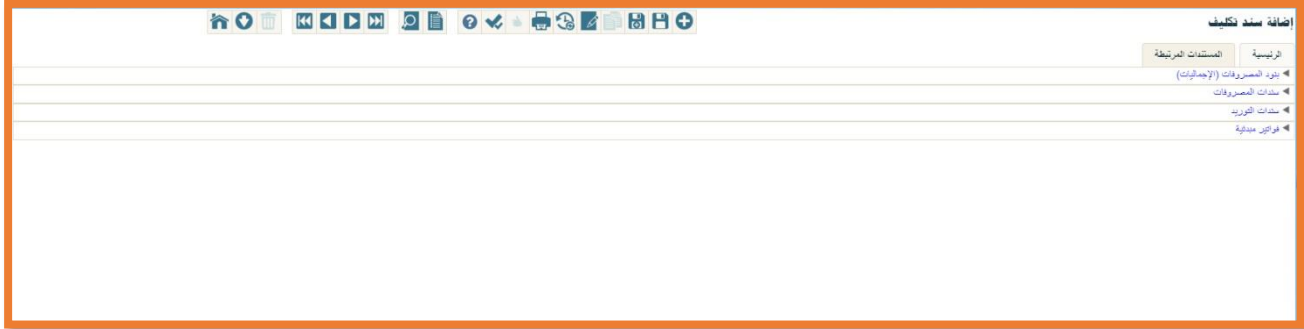 إضافة سند تكليف
الرئيسية
المستندات المرتبطة
بنود المصروفات (الإجماليات)
سندات المصروفات
سندات التوريد
فواتير مبدئية